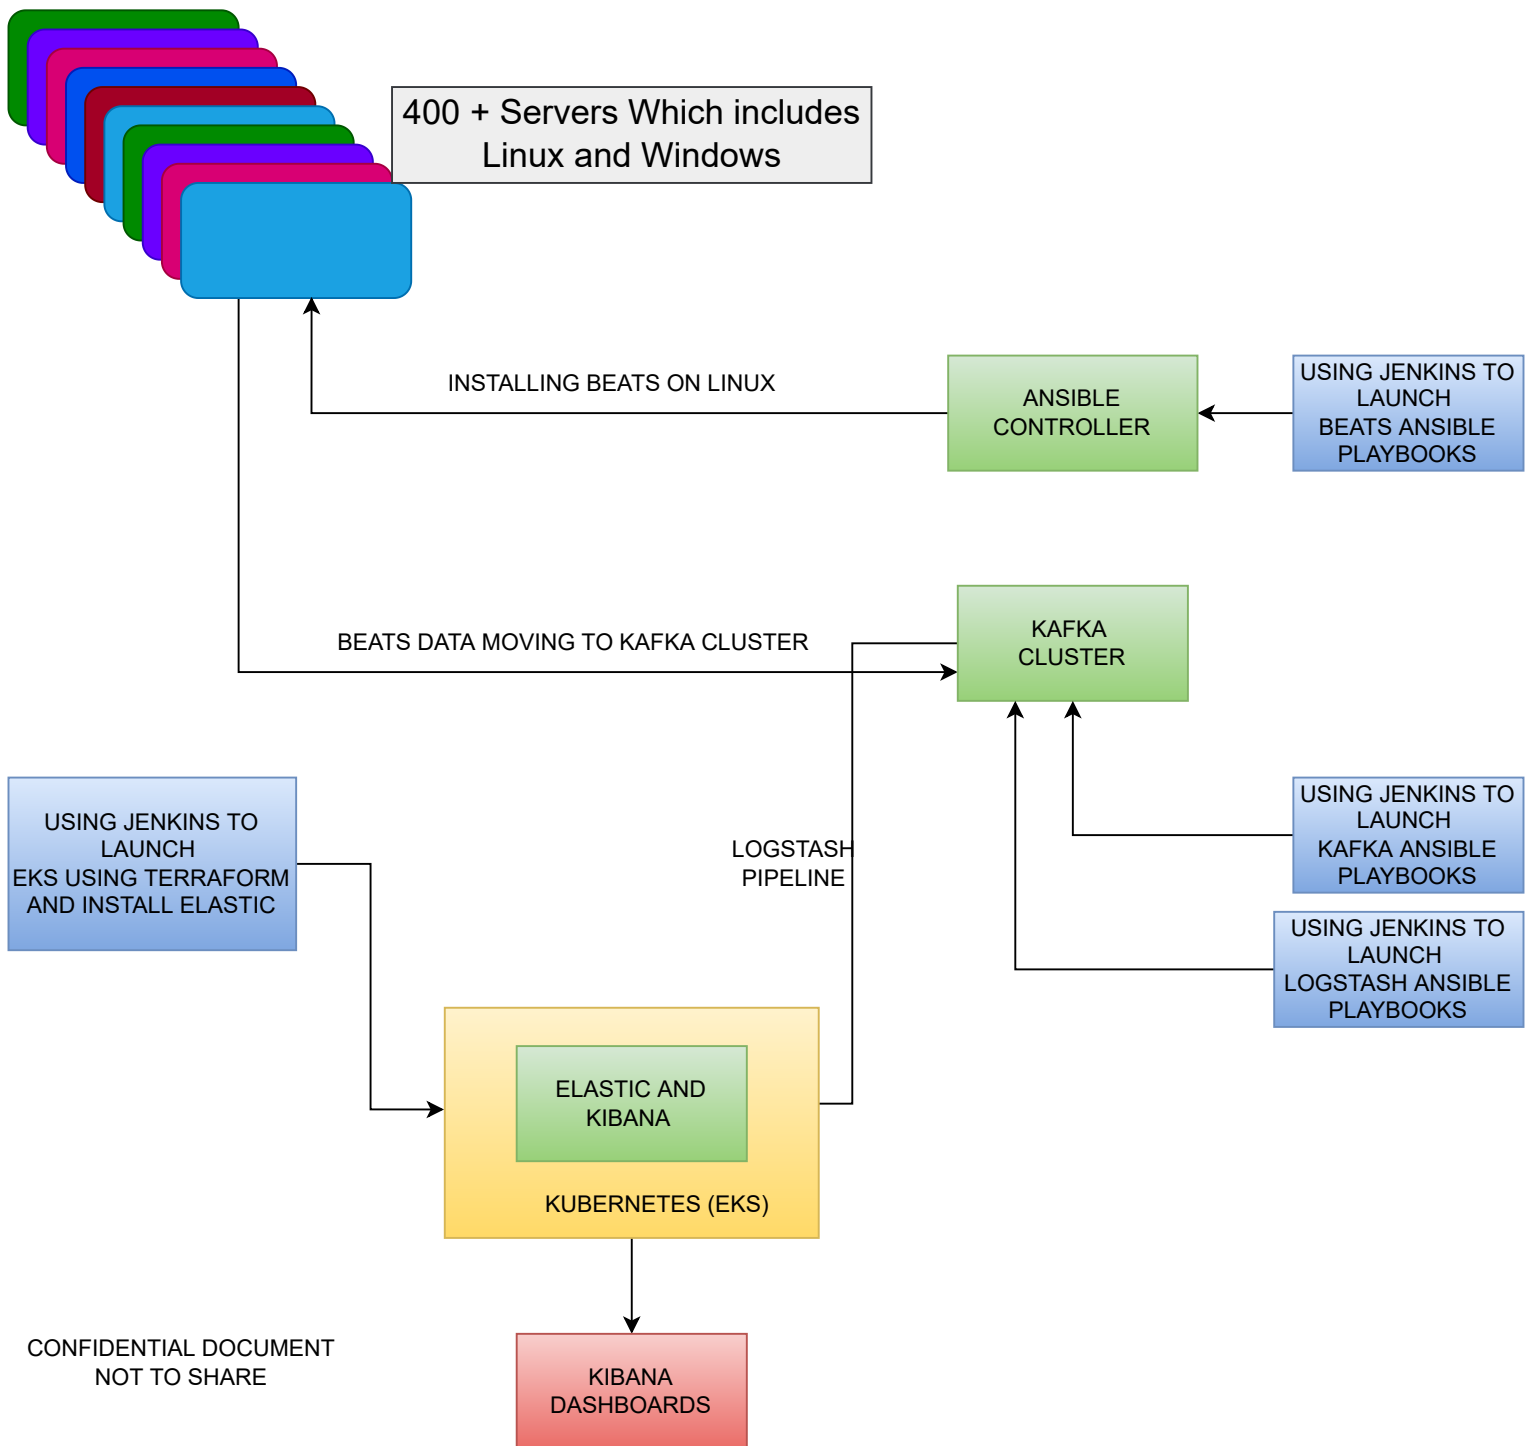 400 + Servers Which includes
Linux and Windows
INSTALLING BEATS ON LINUX
ANSIBLE
CONTROLLER
USING JENKINS TO
LAUNCH
BEATS ANSIBLE
PLAYBOOKS
BEATS DATA MOVING TO KAFKA CLUSTER
KAFKA
CLUSTER
USING JENKINS TO
LAUNCH
EKS USING TERRAFORM
AND INSTALL ELASTIC
LOGSTASH
PIPELINE
USING JENKINS TO
LAUNCH
KAFKA ANSIBLE
PLAYBOOKS
USING JENKINS TO
LAUNCH
LOGSTASH ANSIBLE
PLAYBOOKS
ELASTIC AND
KIBANA
KUBERNETES (EKS)
CONFIDENTIAL DOCUMENT
NOT TO SHARE
KIBANA
DASHBOARDS